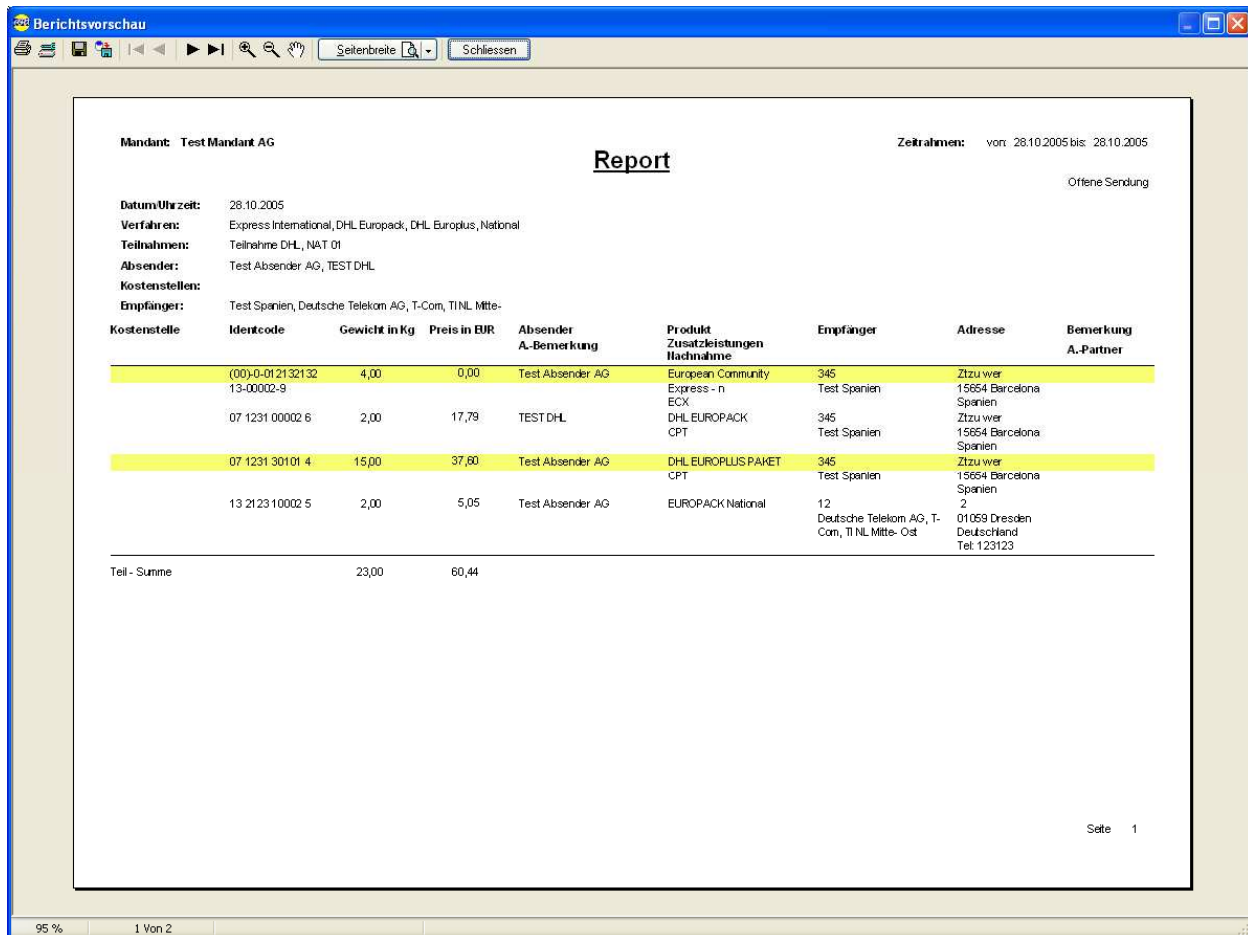 Berichtsvorschau
Seitenbreite Schliessen
Mandant: Test Mandant AG
Zeitrahmen: von: 28.10.2005 bis: 28.10.2005
Report
Offene Sendung
Datum/Uhrzeit: 28.10.2005
Verfahren: Express International, DHL Europack, DHL Europlus, National
Teilnahmen: Teilnahme DHL, NAT 01
Absender: Test Absender AG, TEST DHL
Kostenstellen:
Empfänger: Test Spanien, Deutsche Telekom AG, T-Com, TI NL Mitte-
Kostenstelle Identcode Gewicht in Kg Preis in EUR Absender Produkt Empfänger Adresse Bemerkung
A.-Bemerkung Zusatzleistungen A.-Partner
Nachnahme
(00)-0-012132132 4,00 0,00 Test Absender AG European Community 345 Ztzu wer
13-00002-9 Express - n Test Spanien 15654 Barcelona
ECX Spanien
07 1231 00002 6 2,00 17,79 TEST DHL DHL EUROPACK 345 Ztzu wer
CPT Test Spanien 15654 Barcelona
Spanien
07 1231 30101 4 15,00 37,60 Test Absender AG DHL EUROPLUS PAKET 345 Ztzu wer
CPT Test Spanien 15654 Barcelona
Spanien
13 2123 10002 5 2,00 5,05 Test Absender AG EUROPACK National 12 2
Deutsche Telekom AG, T- 01059 Dresden
Com, TI NL Mitte- Ost Deutschland
Tel: 123123
Teil - Summe 23,00 60,44
Seite 1
95 % 1 Von 2